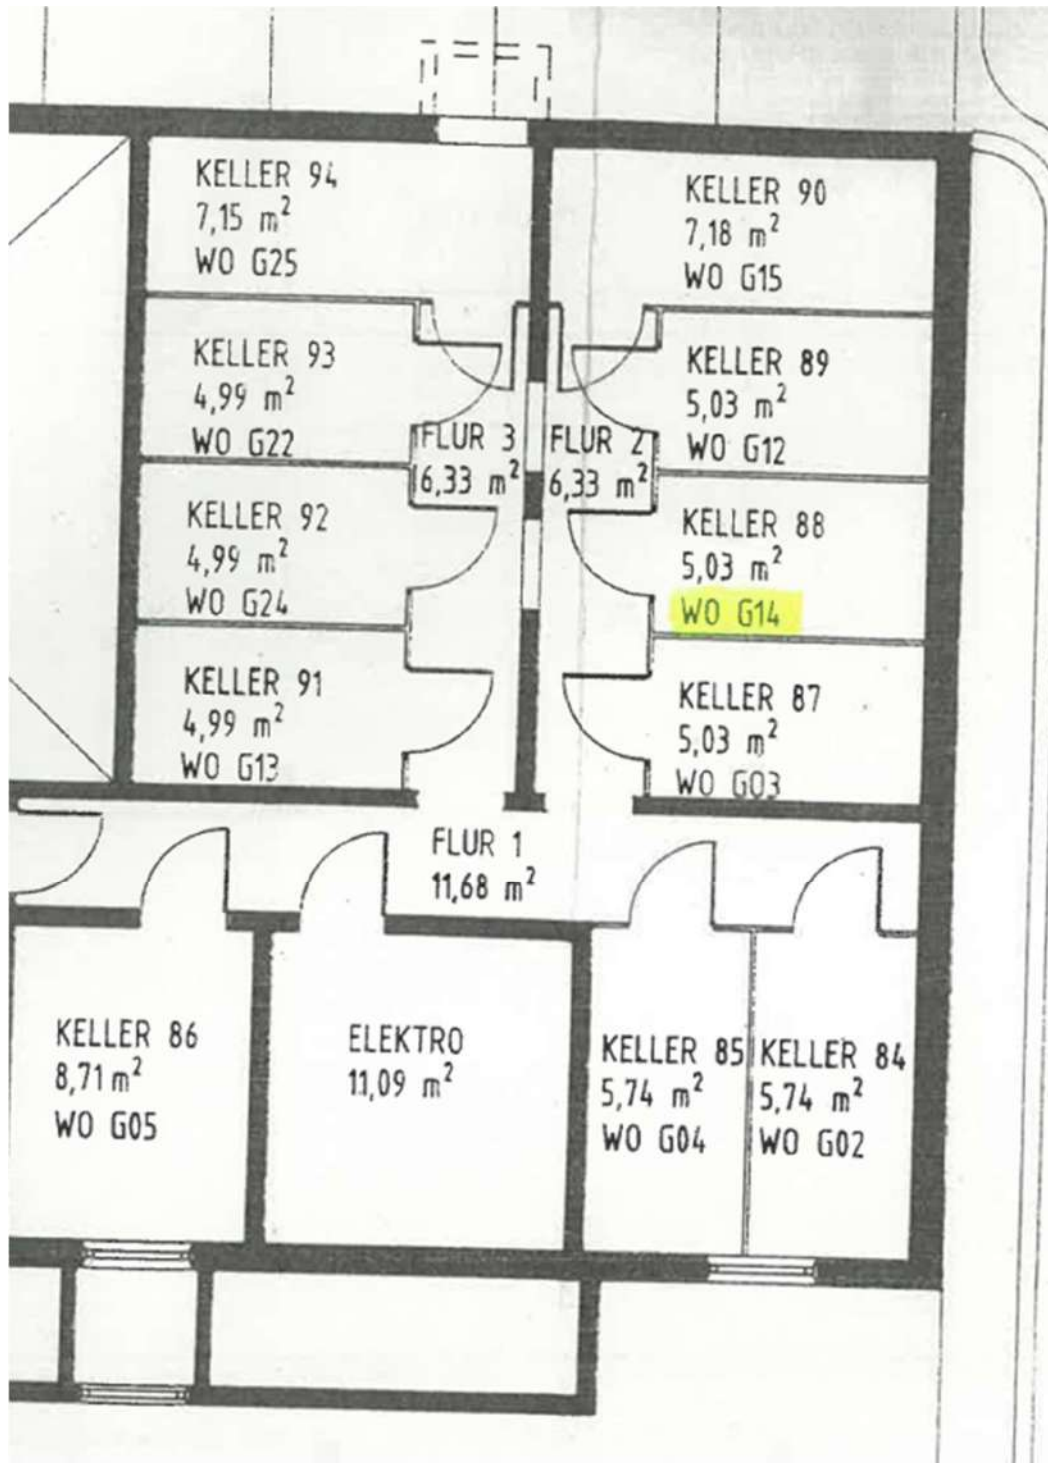 KELLER 94
7,15 m²
WO G25
KELLER 90
7,18 m²
WO G15
KELLER 93
4,99 m²
WO G22
KELLER 89
5,03 m²
WO G12
FLUR 3
6,33 m²
FLUR 2
6,33 m²
KELLER 92
4,99 m²
WO G24
KELLER 88
5,03 m²
WO G14
KELLER 91
4,99 m²
WO G13
KELLER 87
5,03 m²
WO G03
FLUR 1
11,68 m²
KELLER 86
8,71 m²
WO G05
ELEKTRO
11,09 m²
KELLER 85
5,74 m²
WO G04
KELLER 84
5,74 m²
WO G02